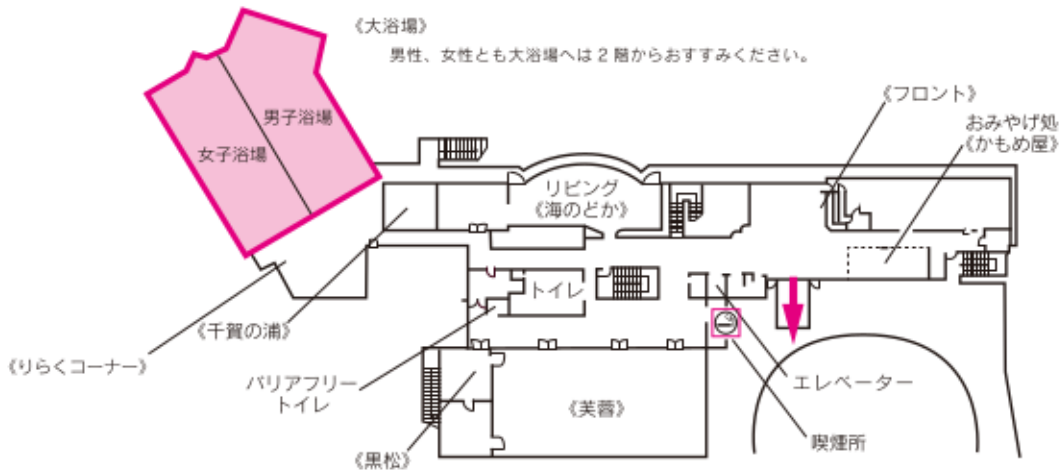 《大浴場》
男性、女性とも大浴場へは 2 階からおすすみください。
《フロント》
おみやげ処
《かもめ屋》
男子浴場
女子浴場
リビング
《海のどか》
トイレ
《千賀の浦》
《りらくコーナー》
バリアフリー
トイレ
《黒松》
《芙蓉》
エレベーター
喫煙所